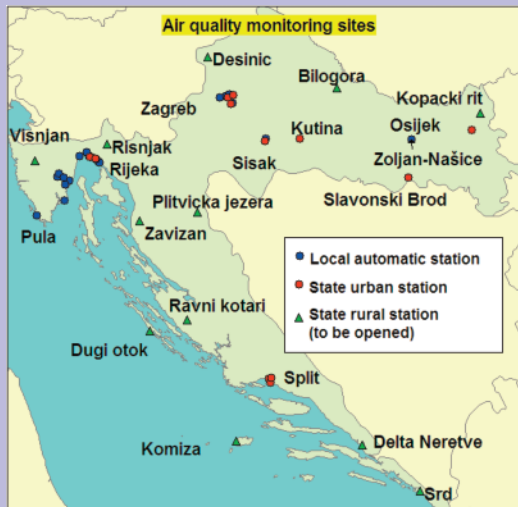 Air quality monitoring sites
Desinic
Bilogora
Kopacki rit
Zagreb
Osijek
Kutina
Visnjan
Risnjak
Zoljan-Našice
Sisak
Rijeka
Slavonski Brod
Plitvicka jezera
Pula
Zavizan
Local automatic station
State urban station
Ravni kotari
State rural station
(to be opened)
Dugi otok
Split
Delta Neretve
Komiza
Srd